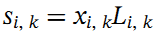 s_{i, k} = x_{i, k}L_{i, k}